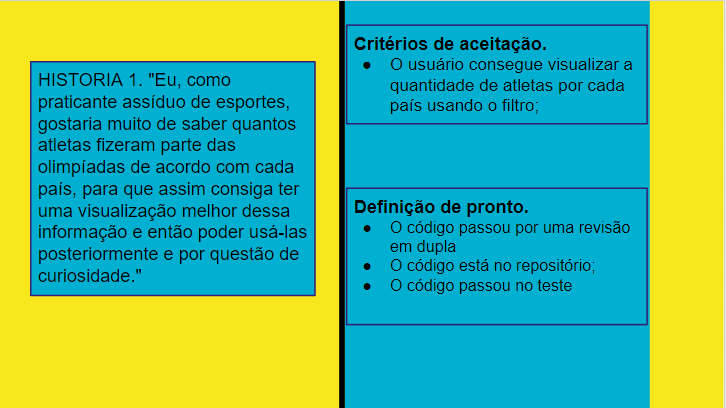 HISTORIA 1. "Eu, como
praticante assíduo de esportes,
gostaria muito de saber quantos
atletas fizeram parte das
olimpíadas de acordo com cada
país, para que assim consiga ter
uma visualização melhor dessa
informação e então poder usá-las
posteriormente e por questão de
curiosidade."
Critérios de aceitação.
● O usuário consegue visualizar a
quantidade de atletas por cada
país usando o filtro;
Definição de pronto.
● O código passou por uma revisão
em dupla
● O código está no repositório;
● O código passou no teste